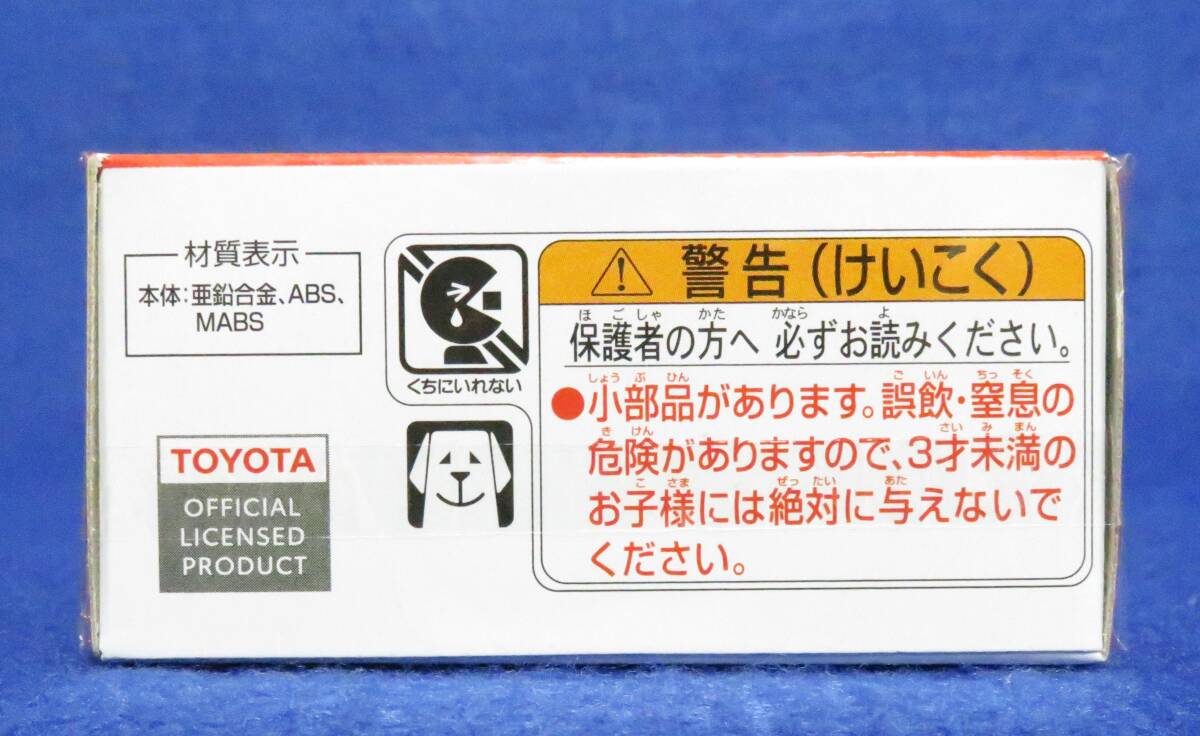 材質表示
本体:亜鉛合金、ABS、
MABS
TOYOTA
OFFICIAL
LICENSED
PRODUCT
くちにいれない
警告(けいこく)
ほごしゃ かた かなら よ
保護者の方へ 必ずお読みください。
しょうぶひん ごいん ちっそく
●小部品があります。誤飲・窒息の
きけん さいみまん
危険がありますので、3才未満の
こさま ぜったい あた
お子様には絶対に与えないで
ください。